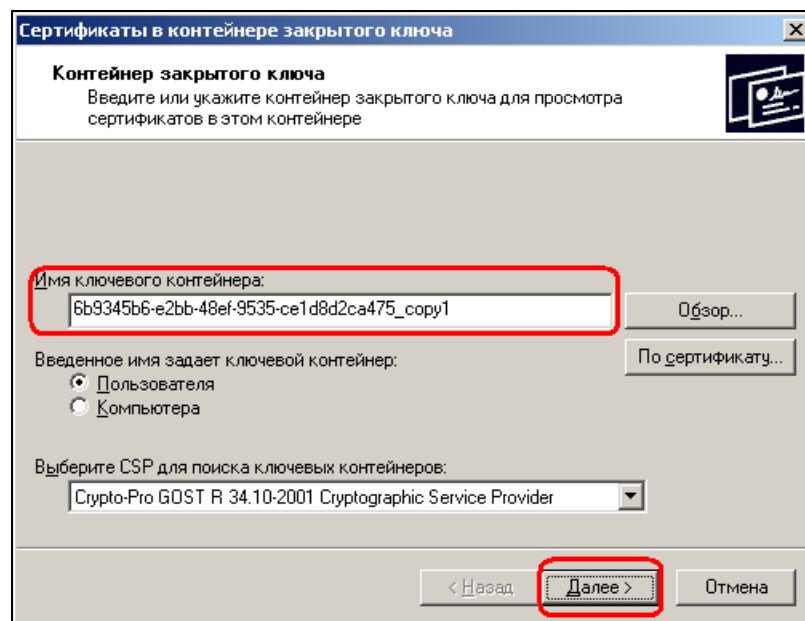 Сертификаты в контейнере закрытого ключа
Контейнер закрытого ключа
Введите или укажите контейнер закрытого ключа для просмотра
сертификатов в этом контейнере
Имя ключевого контейнера:
6b9345b6-e2bb-48ef-9535-ce1d8d2ca475_copy1
Обзор...
Введенное имя задает ключевой контейнер:
По сертификату...
Пользователя
Компьютера
Выберите CSP для поиска ключевых контейнеров:
Crypto-Pro GOST R 34.10-2001 Cryptographic Service Provider
< Назад
Далее >
Отмена